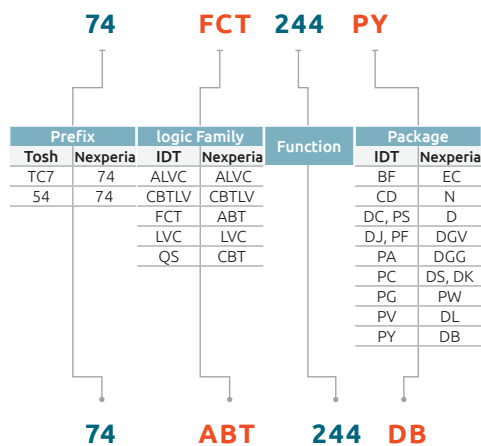 74 FCT 244 PY
Prefix logic Family Function Package
Tosh Nexperia IDT Nexperia IDT Nexperia
TC7 74 ALVC ALVC BF EC
54 74 CBTLV CBTLV CD N
FCT ABT DC, PS D
LVC LVC DJ, PF DGV
QS CBT PA DGG
PC DS, DK
PG PW
PV DL
PY DB
74 ABT 244 DB